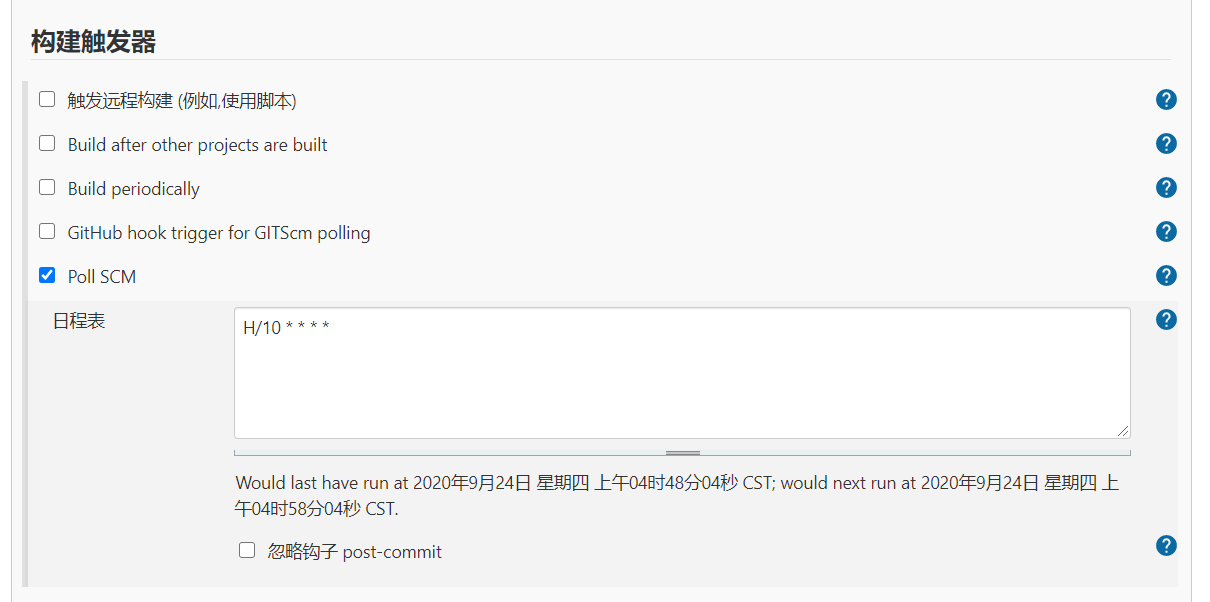 构建触发器
触发远程构建 (例如,使用脚本)
Build after other projects are built
Build periodically
GitHub hook trigger for GITScm polling
Poll SCM
日程表
H/10 * * * *
Would last have run at 2020年9月24日 星期四 上午04时48分04秒 CST; would next run at 2020年9月24日 星期四 上
午04时58分04秒 CST.
忽略钩子 post-commit